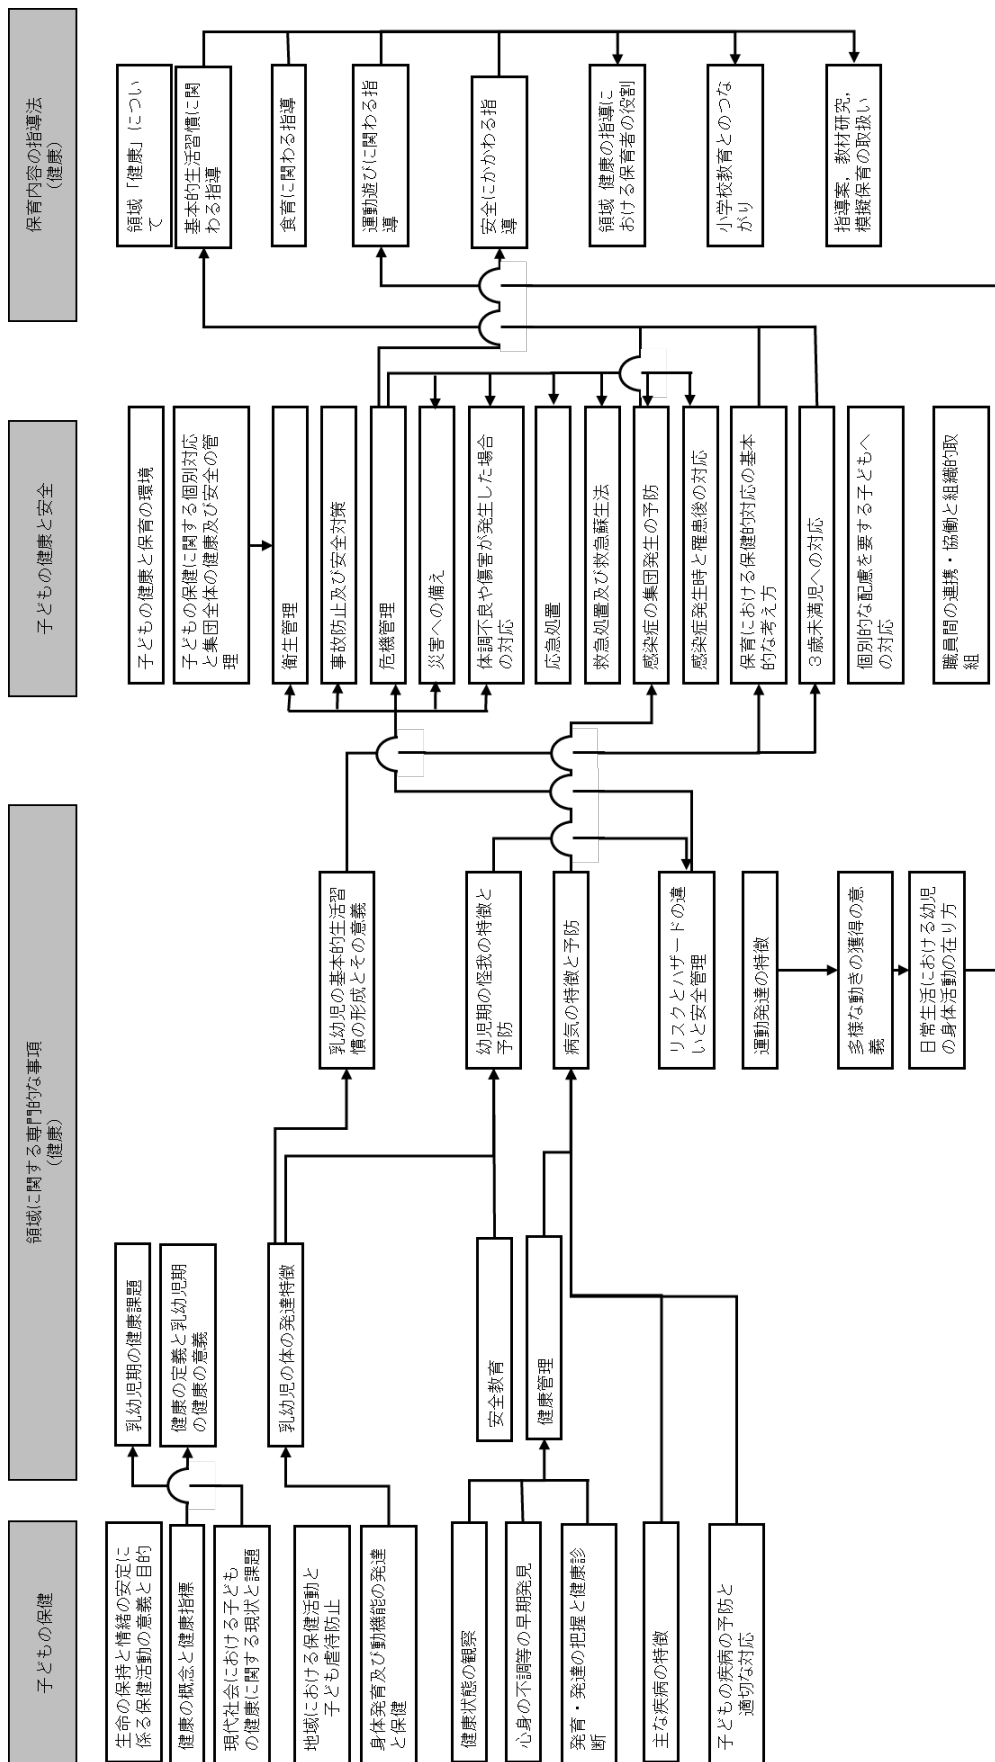 子どもの保健
生命の保持と情緒の安定に
係る保健活動の意義と目的
健康の概念と健康指標
現代社会における子ども
の健康に関する現状と課題
地域における保健活動と
子ども虐待防止
身体発育及び動機能の発達
と保健
健康状態の観察
心身の不調等の早期発見
発育・発達の把握と健康診
断
主な疾病の特徴
子どもの疾病の予防と
適切な対応
領域に関する専門的な事項
(健康)
乳幼児期の健康課題
健康の定義と乳幼児期
の健康の意義
乳幼児の体の発達特徴
安全教育
健康管理
乳幼児の基本的生活習
慣の形成とその意義
幼児期の怪我の特徴と
予防
病気の特徴と予防
リスクとハザードの違
いと安全管理
運動発達の特徴
多様な動きの獲得の意
義
日常生活における幼児
の身体活動の在り方
子どもの健康と安全
子どもの健康と保育の環境
子どもの保健に関する個別対応
と集団全体の健康及び安全の管
理
衛生管理
事故防止及び安全対策
危機管理
災害への備え
体調不良や傷害が発生した場合
の対応
応急処置
救急処置及び救急蘇生法
感染症の集団発生の予防
感染症発生時と罹患後の対応
保育における保健的対応の基本
的な考え方
３歳未満児への対応
個別的な配慮を要する子どもへ
の対応
職員間の連携・協働と組織的取
組
保育内容の指導法
(健康)
領域「健康」につい
て
基本的生活習慣に関
わる指導
食育に関わる指導
運動遊びに関わる指
導
安全にかかわる指
導
領域 健康の指導に
おける保育者の役割
小学校教育とのつな
がり
指導案，教材研究，
模擬保育の取扱い